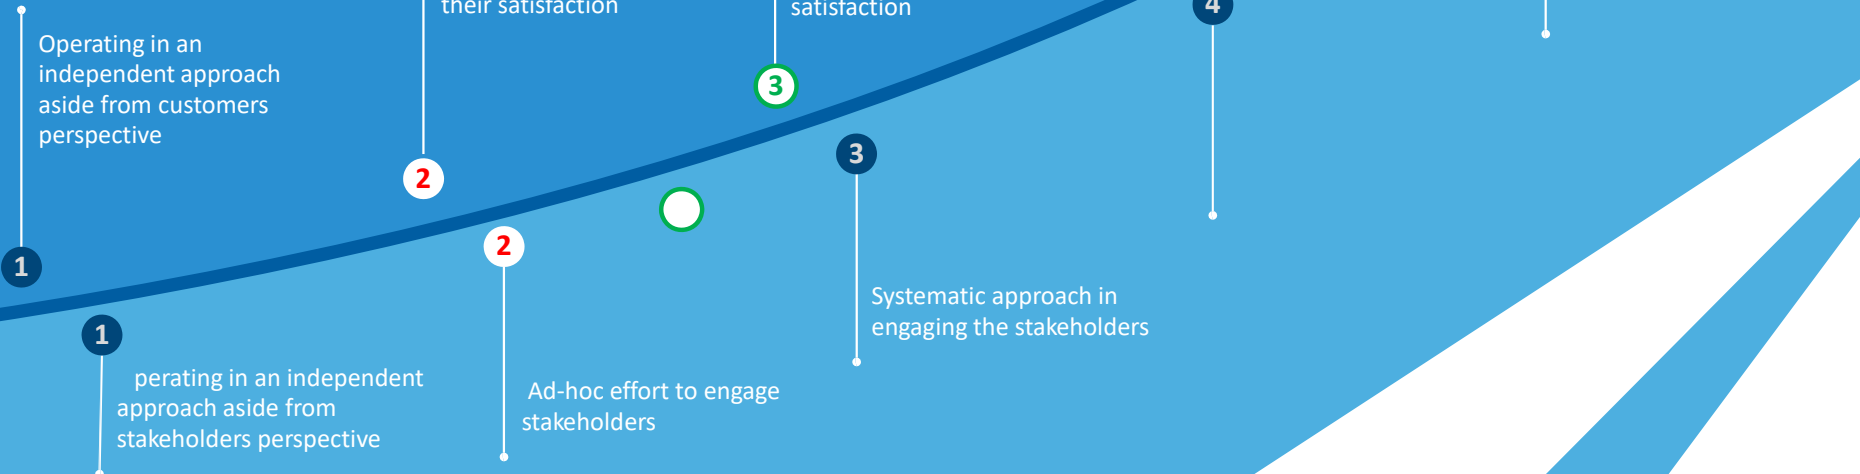 their satisfaction
satisfaction
4
Operating in an
independent approach
aside from customers
perspective
3
3
2
2
1
Systematic approach in
engaging the stakeholders
1
perating in an independent
approach aside from
stakeholders perspective
Ad-hoc effort to engage
stakeholders